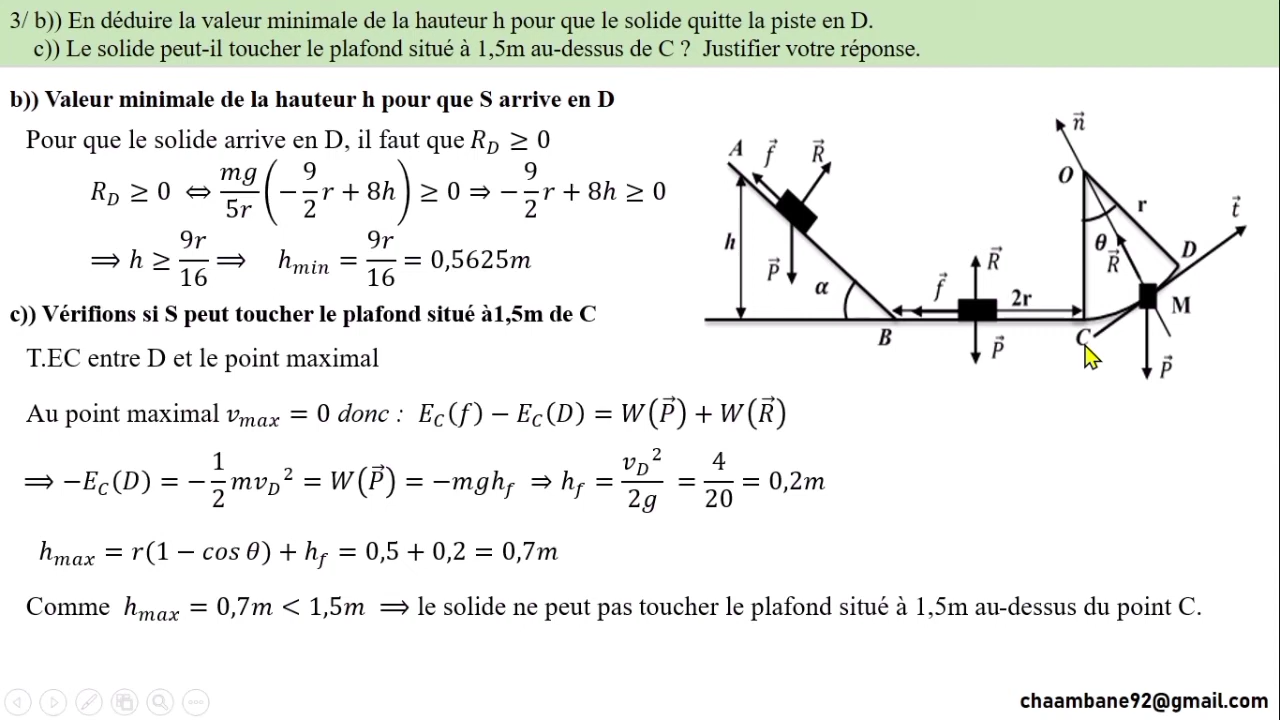 3/ b)) En déduire la valeur minimale de la hauteur h pour que le solide quitte la piste en D.
c)) Le solide peut-il toucher le plafond situé à 1,5m au-dessus de C ? Justifier votre réponse.
b)) Valeur minimale de la hauteur h pour que S arrive en D
Pour que le solide arrive en D, il faut que R_D ≥ 0
R_D ≥ 0 ⇔ mg/5r (−9/2 r + 8h) ≥ 0 ⇒ −9/2 r + 8h ≥ 0
⟹ h ≥ 9r/16 ⟹ h_min = 9r/16 = 0,5625m
c)) Vérifions si S peut toucher le plafond situé à1,5m de C
T.EC entre D et le point maximal
Au point maximal v_max = 0 donc : E_C(f) − E_C(D) = W(P⃗) + W(R⃗)
⟹ −E_C(D) = −1/2 mv_D² = W(P⃗) = −mgh_f ⇒ h_f = v_D²/2g = 4/20 = 0,2m
h_max = r(1 − cos θ) + h_f = 0,5 + 0,2 = 0,7m
Comme h_max = 0,7m < 1,5m ⟹ le solide ne peut pas toucher le plafond situé à 1,5m au-dessus du point C.
n⃗
A f⃗ R⃗
O
r
t⃗
h
P⃗
α
θ
R⃗
D
f⃗
R⃗
2r
M
B
P⃗
C
P⃗
chaambane92@gmail.com